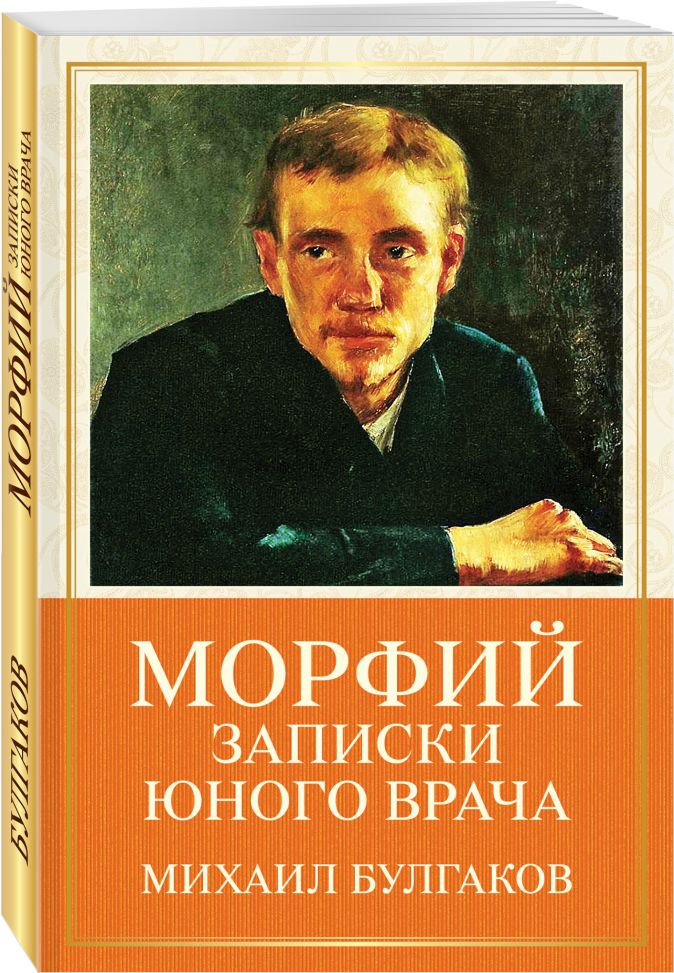 МОРФИЙ
ЗАПИСКИ
ЮНОГО ВРАЧА
МИХАИЛ БУЛГАКОВ
БУЛГАКОВ
МОРФИЙ
ЗАПИСКИ
ЮНОГО ВРАЧА